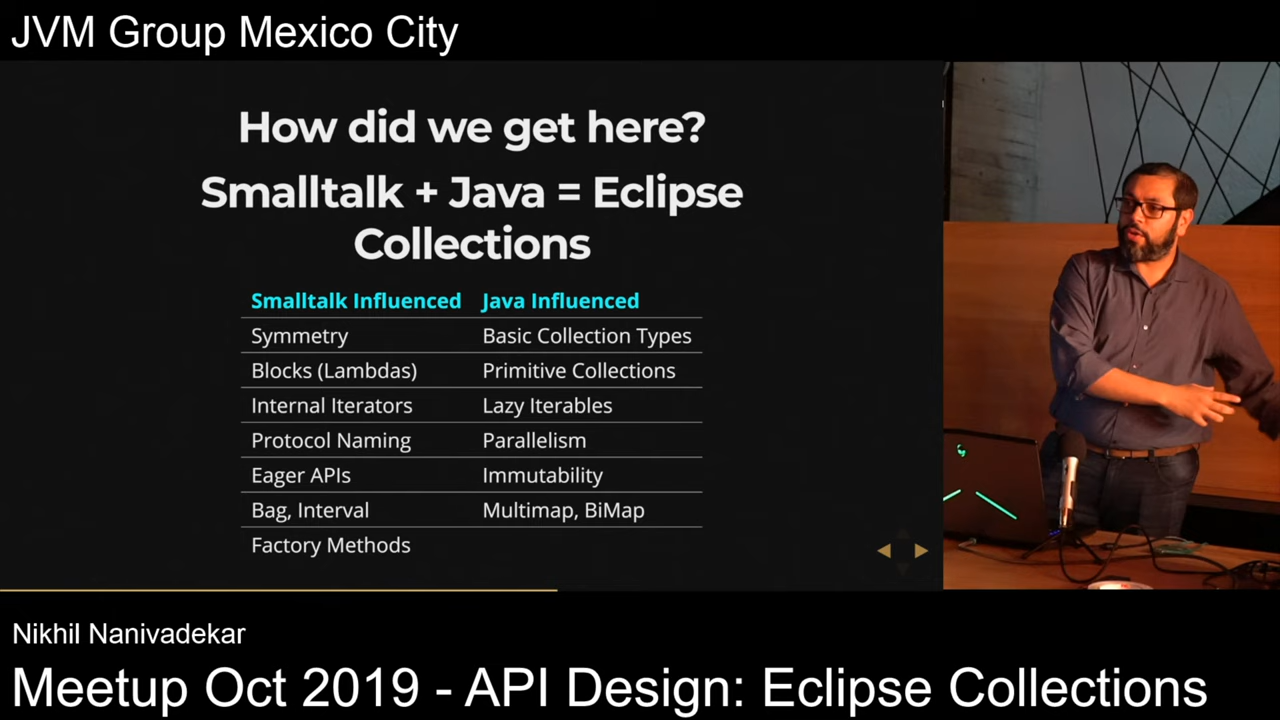 JVM Group Mexico City
How did we get here?
Smalltalk + Java = Eclipse
Collections
Smalltalk Influenced Java Influenced
Symmetry Basic Collection Types
Blocks (Lambdas) Primitive Collections
Internal Iterators Lazy Iterables
Protocol Naming Parallelism
Eager APIs Immutability
Bag, Interval Multimap, BiMap
Factory Methods
Nikhil Nanivadekar
Meetup Oct 2019 - API Design: Eclipse Collections